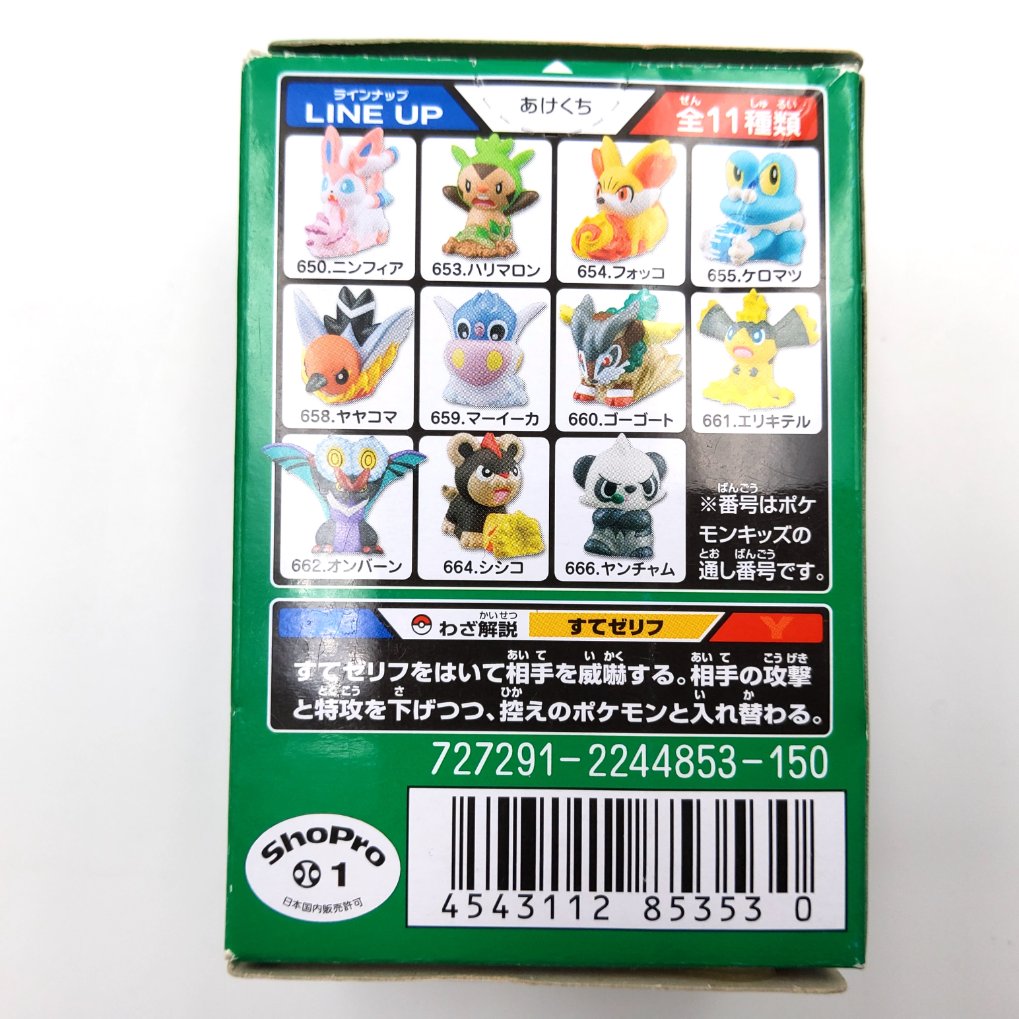 ラインナップ
LINE UP
あけくち
ぜん しゅ るい
全11種類
650.ニンフィア
653.ハリマロン
654.フォッコ
655.ケロマツ
658.ヤヤコマ
659.マーイーカ
660.ゴーゴート
661.エリキテル
662.オンバーン
664.シシコ
666.ヤンチャム
ばんごう
※番号はポケ
モンキッズの
とお ばんごう
通し番号です。
かいせつ
わざ解説
すてゼリフ
Y
あいて いかく あいて こうげき
すてゼリフをはいて相手を威嚇する。相手の攻撃
とくこう さ ひか い か
と特攻を下げつつ、控えのポケモンと入れ替わる。
727291-2244853-150
ShoPro
1
日本国内販売許可
4543112 85353 0